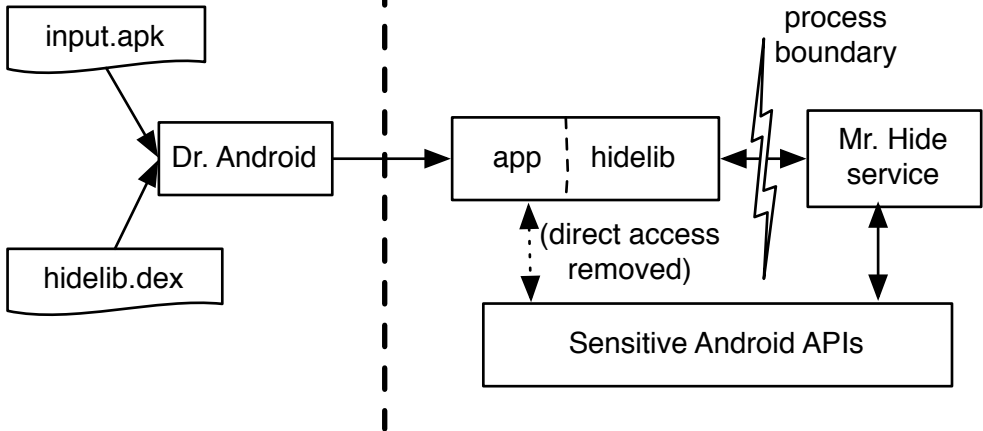 input.apk
Dr. Android
hidelib.dex
app
hidelib
process
boundary
Mr. Hide
service
(direct access
removed)
Sensitive Android APIs